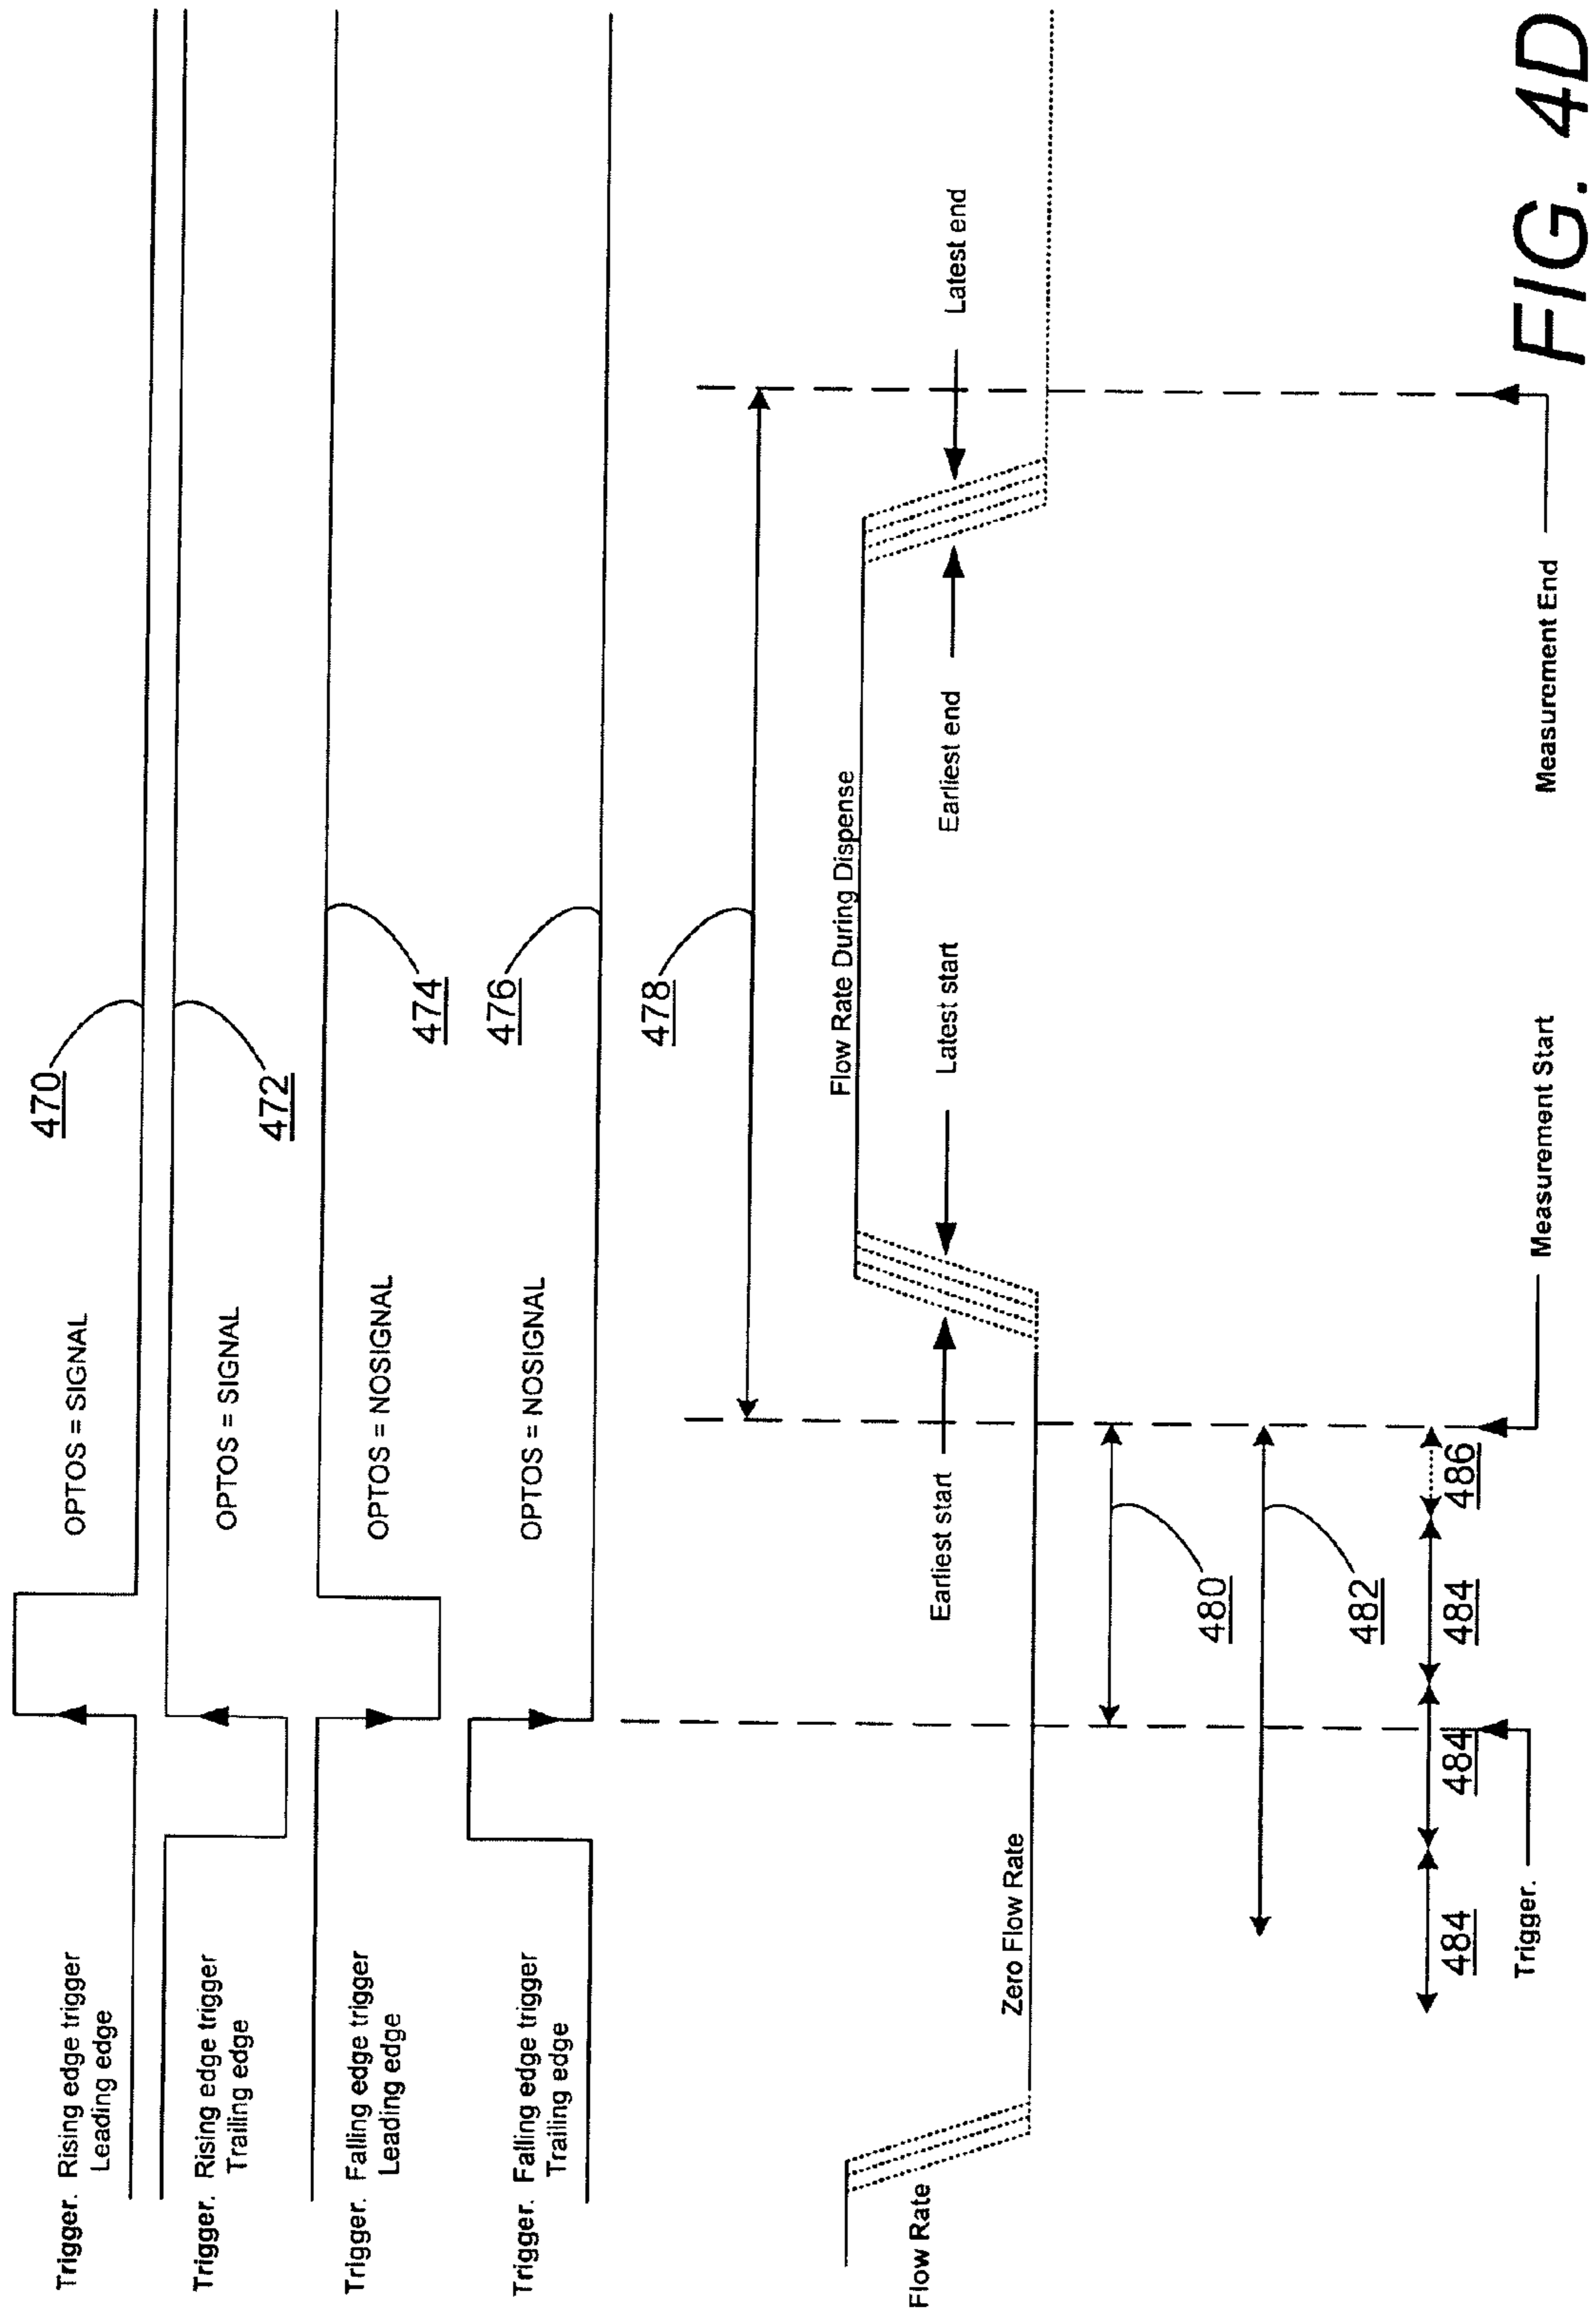 Trigger. Rising edge trigger
Leading edge
OPTOS = SIGNAL
470
Trigger. Rising edge trigger
Trailing edge
OPTOS = SIGNAL
472
Trigger. Falling edge trigger
Leading edge
OPTOS = NOSIGNAL
474
Trigger. Falling edge trigger
Trailing edge
OPTOS = NOSIGNAL
476
478
Flow Rate During Dispense
Flow Rate
Earliest start
Latest start
Earliest end
Latest end
Zero Flow Rate
480
482
484
484
484
486
Trigger.
Measurement Start
Measurement End
FIG. 4D